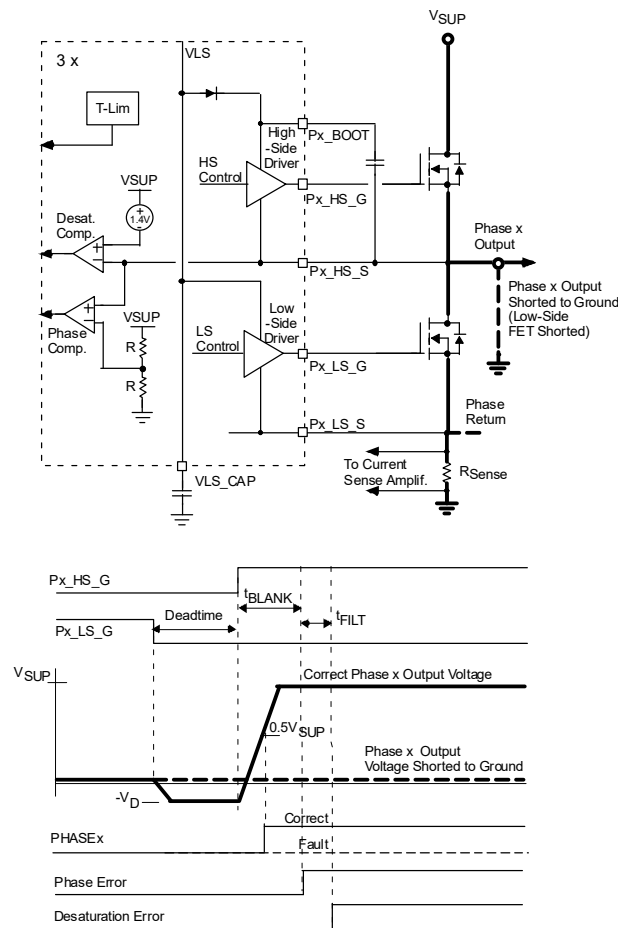 VSUP
3 x
VLS
T-Lim
High
-Side
Driver
Px_BOOT
HS
Control
Px_HS_G
VSUP
1.4V
Desat.
Comp.
Phase x
Output
Px_HS_S
Phase x Output
Shorted to Ground
(Low-Side
FET Shorted)
Low
-Side
Driver
VSUP
Phase
Comp.
R
R
LS
Control
Px_LS_G
Phase
Return
Px_LS_S
To Current
Sense Amplif.
RSense
VLS_CAP
Px_HS_G
tBLANK
Deadtime
tFILT
Px_LS_G
VSUP
Correct Phase x Output Voltage
0.5VSUP
Phase x Output
Voltage Shorted to Ground
-VD
Correct
PHASEx
Fault
Phase Error
Desaturation Error